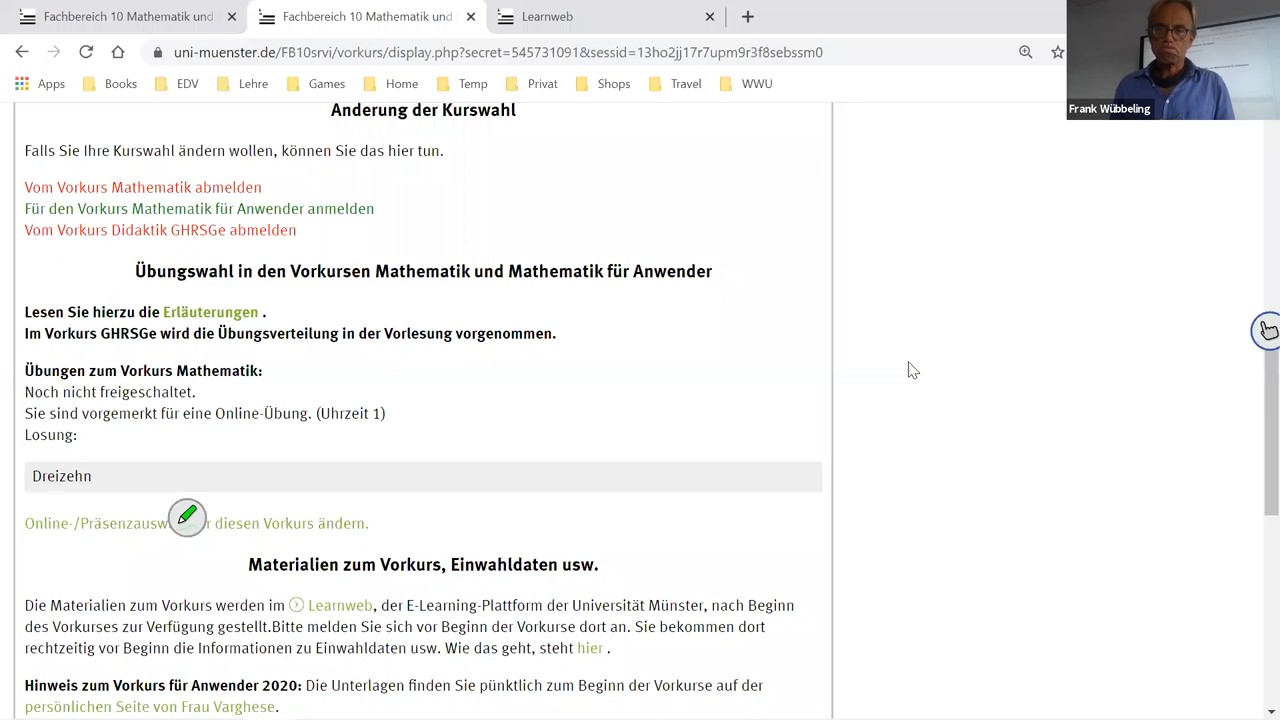 Fachbereich 10 Mathematik und
Fachbereich 10 Mathematik und
Learnweb
uni-muenster.de/FB10srvi/vorkurs/display.php?secret=545731091&sessid=13ho2jj17r7upm9r3f8sebssm0
Apps Books EDV Lehre Games Home Temp Privat Shops Travel WWU
Frank Wübbeling
Änderung der Kurswahl
Falls Sie Ihre Kurswahl ändern wollen, können Sie das hier tun.
Vom Vorkurs Mathematik abmelden
Für den Vorkurs Mathematik für Anwender anmelden
Vom Vorkurs Didaktik GHRSGe abmelden
Übungswahl in den Vorkursen Mathematik und Mathematik für Anwender
Lesen Sie hierzu die Erläuterungen .
Im Vorkurs GHRSGe wird die Übungsverteilung in der Vorlesung vorgenommen.
Übungen zum Vorkurs Mathematik:
Noch nicht freigeschaltet.
Sie sind vorgemerkt für eine Online-Übung. (Uhrzeit 1)
Losung:
Dreizehn
Online-/Präsenzausw r diesen Vorkurs ändern.
Materialien zum Vorkurs, Einwahldaten usw.
Die Materialien zum Vorkurs werden im Learnweb, der E-Learning-Plattform der Universität Münster, nach Beginn
des Vorkurses zur Verfügung gestellt.Bitte melden Sie sich vor Beginn der Vorkurse dort an. Sie bekommen dort
rechtzeitig vor Beginn die Informationen zu Einwahldaten usw. Wie das geht, steht hier .
Hinweis zum Vorkurs für Anwender 2020: Die Unterlagen finden Sie pünktlich zum Beginn der Vorkurse auf der
persönlichen Seite von Frau Varghese.